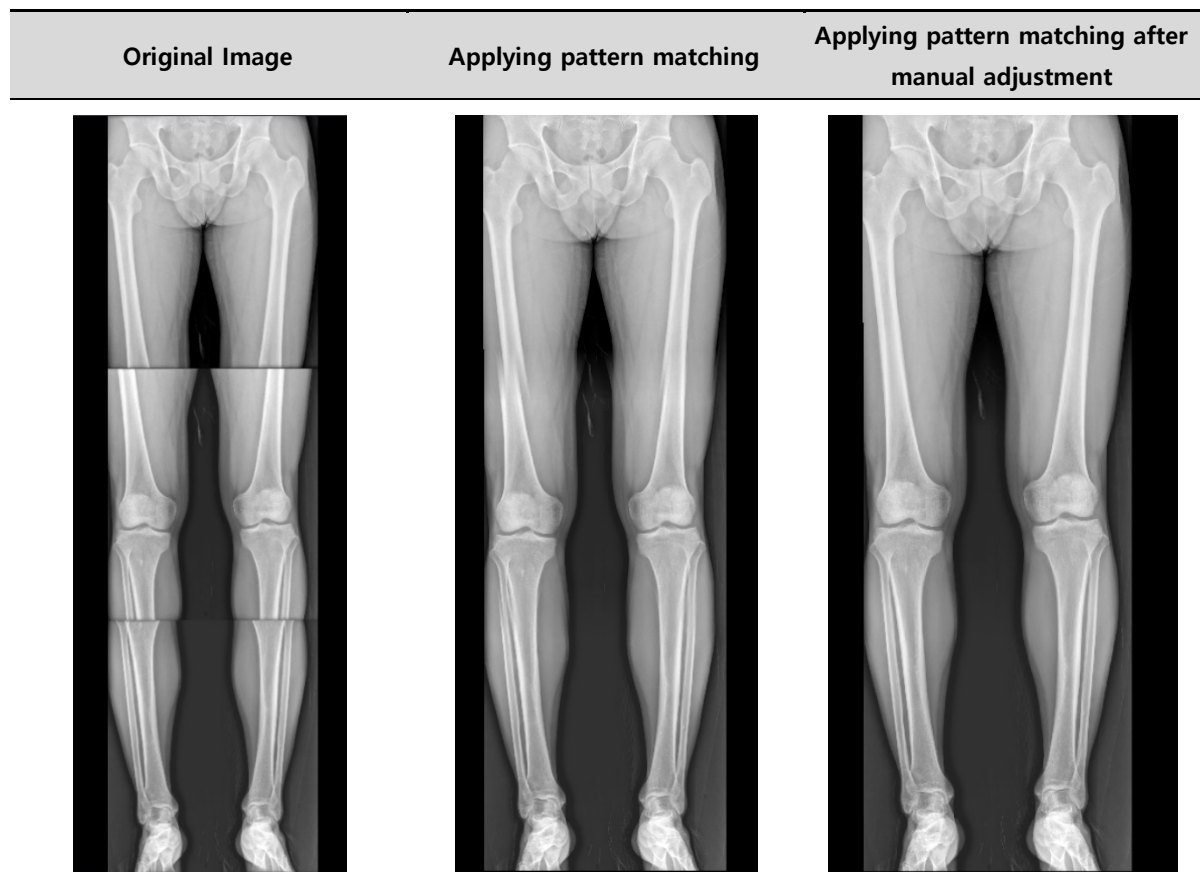 Original Image
Applying pattern matching
Applying pattern matching after
manual adjustment